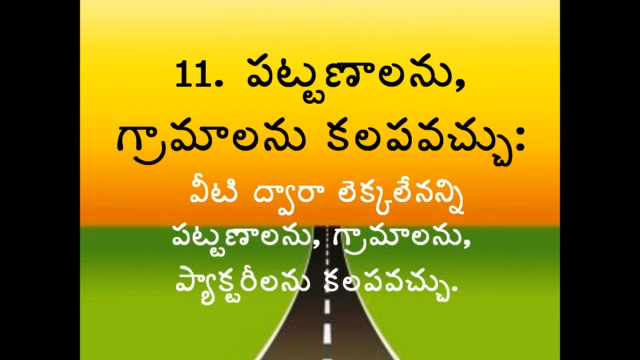 11. పట్టణాలను,
గ్రామాలను కలపవచ్చు:
వీటి ద్వారా లెక్కలేనన్ని
పట్టణాలను, గ్రామాలను,
ప్యాక్టరీలను కలపవచ్చు.